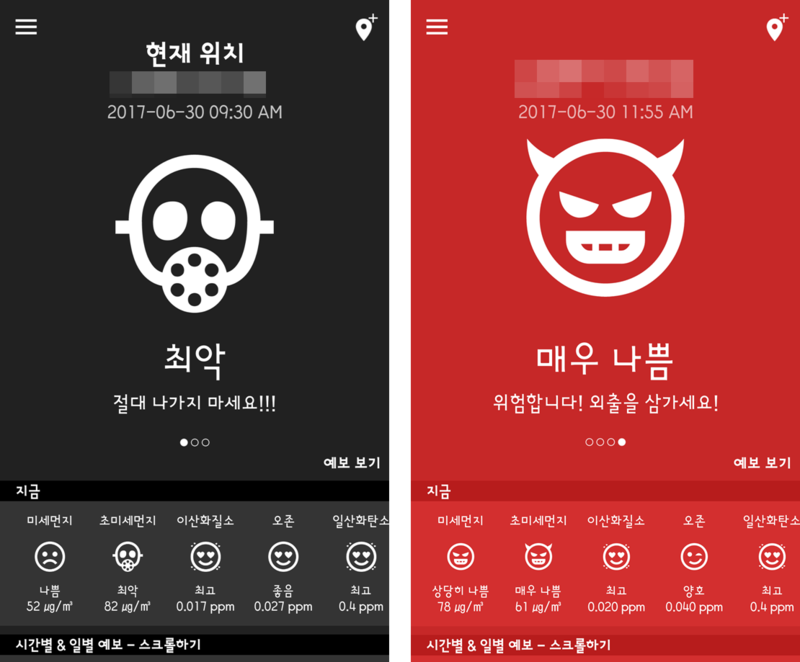 현재 위치
2017-06-30 09:30 AM
최악
절대 나가지 마세요!!!
예보 보기
지금
미세먼지 초미세먼지 이산화질소 오존 일산화탄소
나쁨 최악 최고 좋음 최고
52 μg/m³ 82 μg/m³ 0.017 ppm 0.027 ppm 0.4 ppm
시간별 & 일별 예보 - 스크롤하기
2017-06-30 11:55 AM
매우 나쁨
위험합니다! 외출을 삼가세요!
예보 보기
지금
미세먼지 초미세먼지 이산화질소 오존 일산화탄소
상당히 나쁨 매우 나쁨 최고 양호 최고
78 μg/m³ 61 μg/m³ 0.020 ppm 0.040 ppm 0.4 ppm
시간별 & 일별 예보 - 스크롤하기